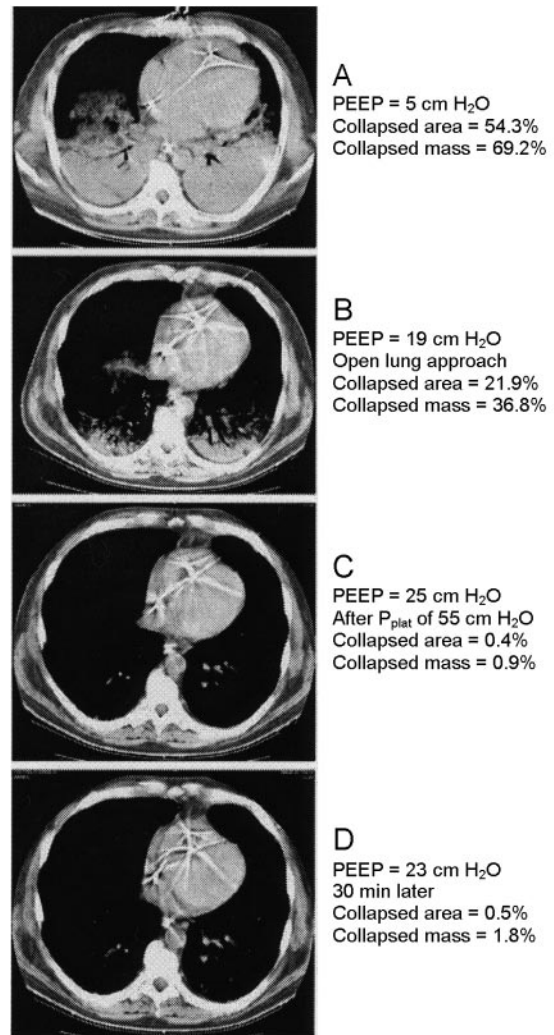 A
PEEP = 5 cm H₂O
Collapsed area = 54.3%
Collapsed mass = 69.2%
B
PEEP = 19 cm H₂O
Open lung approach
Collapsed area = 21.9%
Collapsed mass = 36.8%
C
PEEP = 25 cm H₂O
After Pplat of 55 cm H₂O
Collapsed area = 0.4%
Collapsed mass = 0.9%
D
PEEP = 23 cm H₂O
30 min later
Collapsed area = 0.5%
Collapsed mass = 1.8%